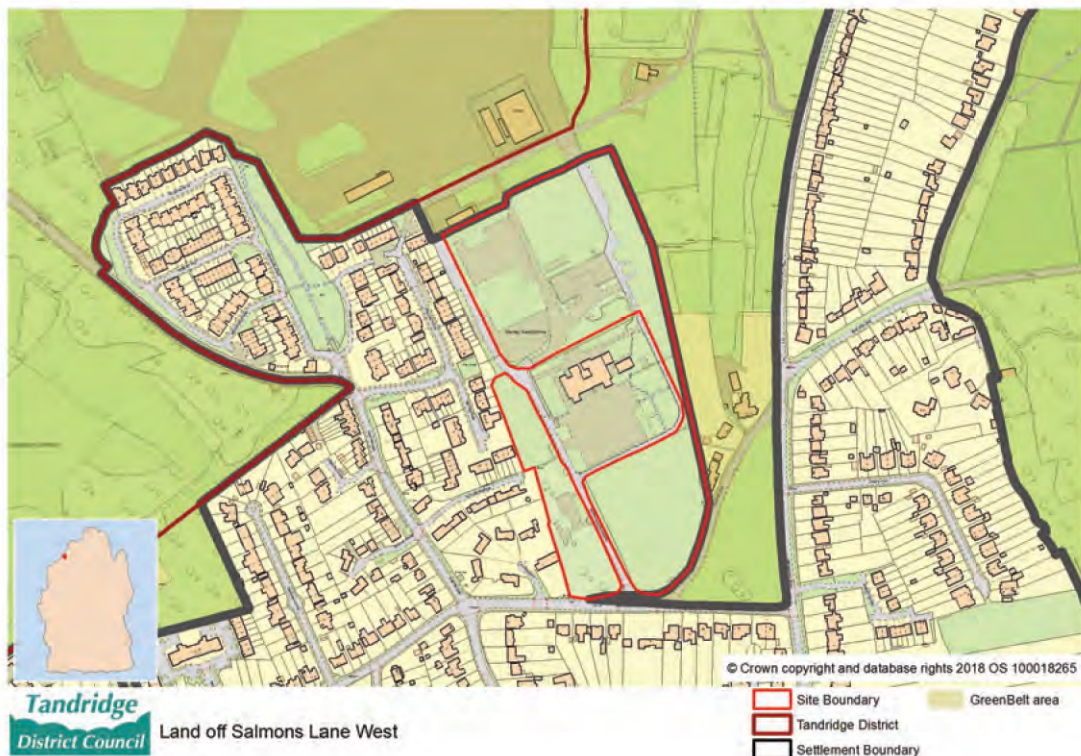 © Crown copyright and database rights 2018 OS 100018265
Tandridge
District Council
Land off Salmons Lane West
Site Boundary
GreenBelt area
Tandridge District
Settlement Boundary